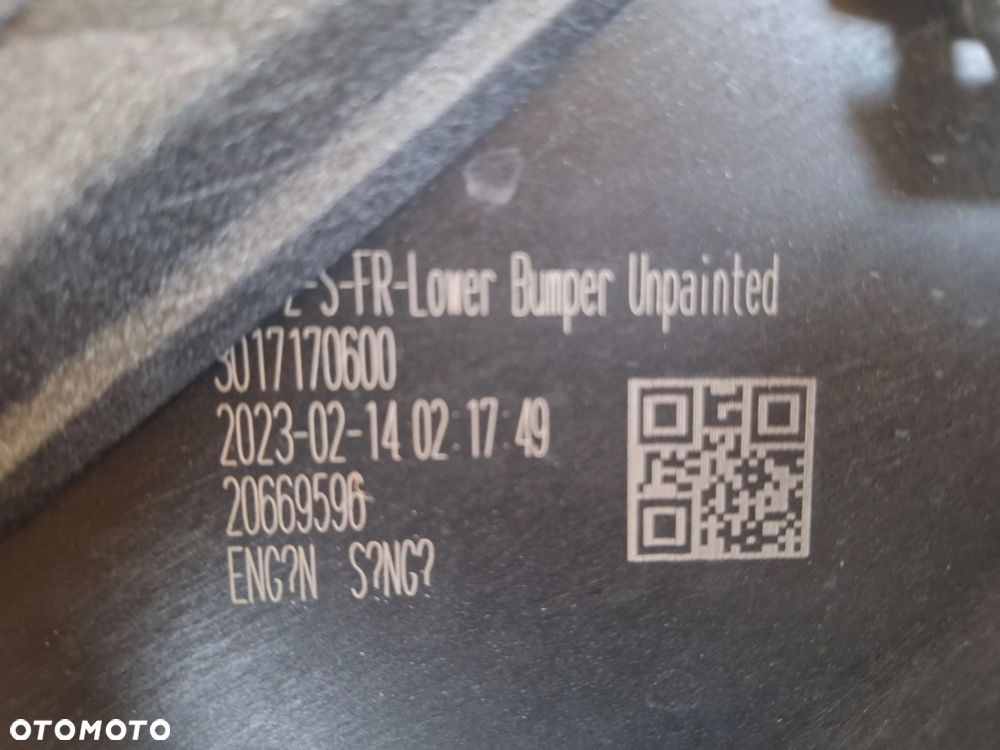 -S-FR-Lower Bumper Unpainted
3017170600
2023-02-14 02:17:49
20669596
ENG?N S?NG?
OTOMOTO